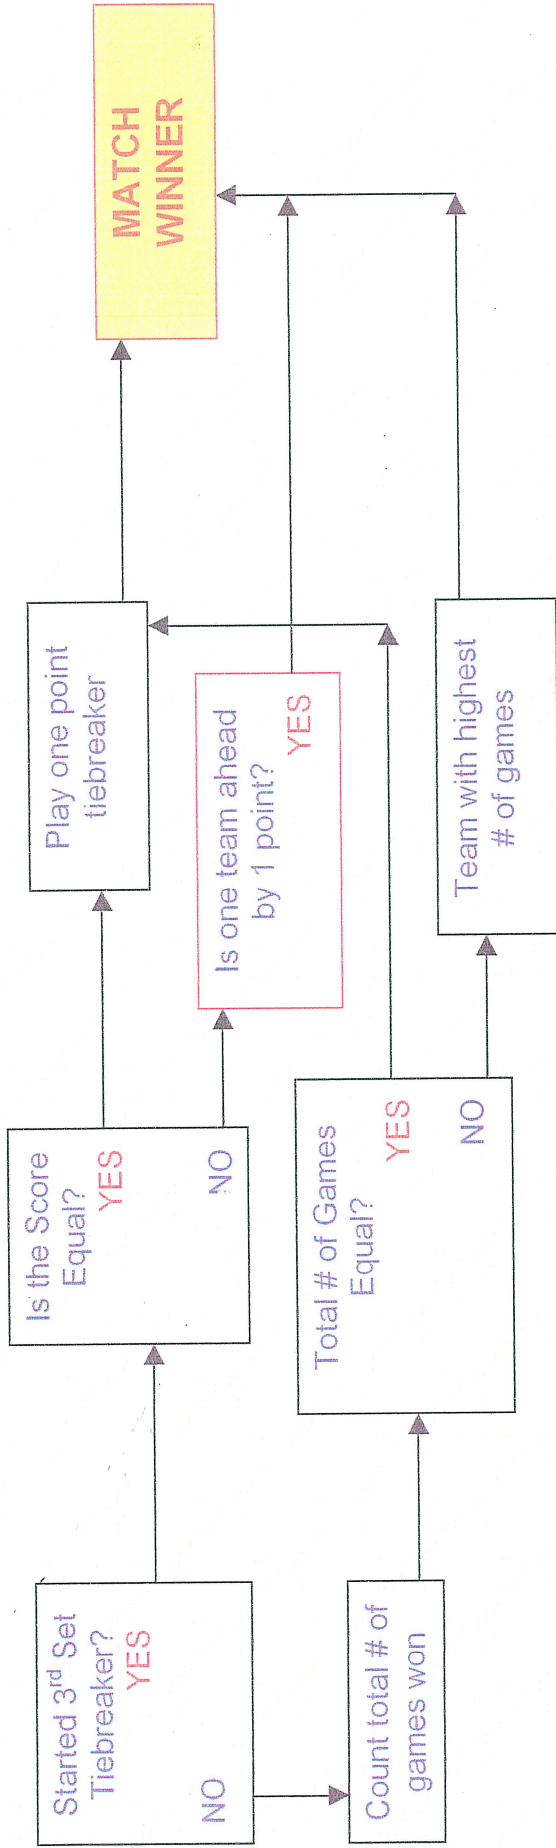 Started 3rd Set
Tiebreaker?
YES
NO
Count total # of
games won
Is the Score
Equal?
YES
NO
Total # of Games
Equal?
YES
NO
Play one point
tiebreaker
Is one team ahead
by 1 point?
YES
Team with highest
# of games
MATCH
WINNER